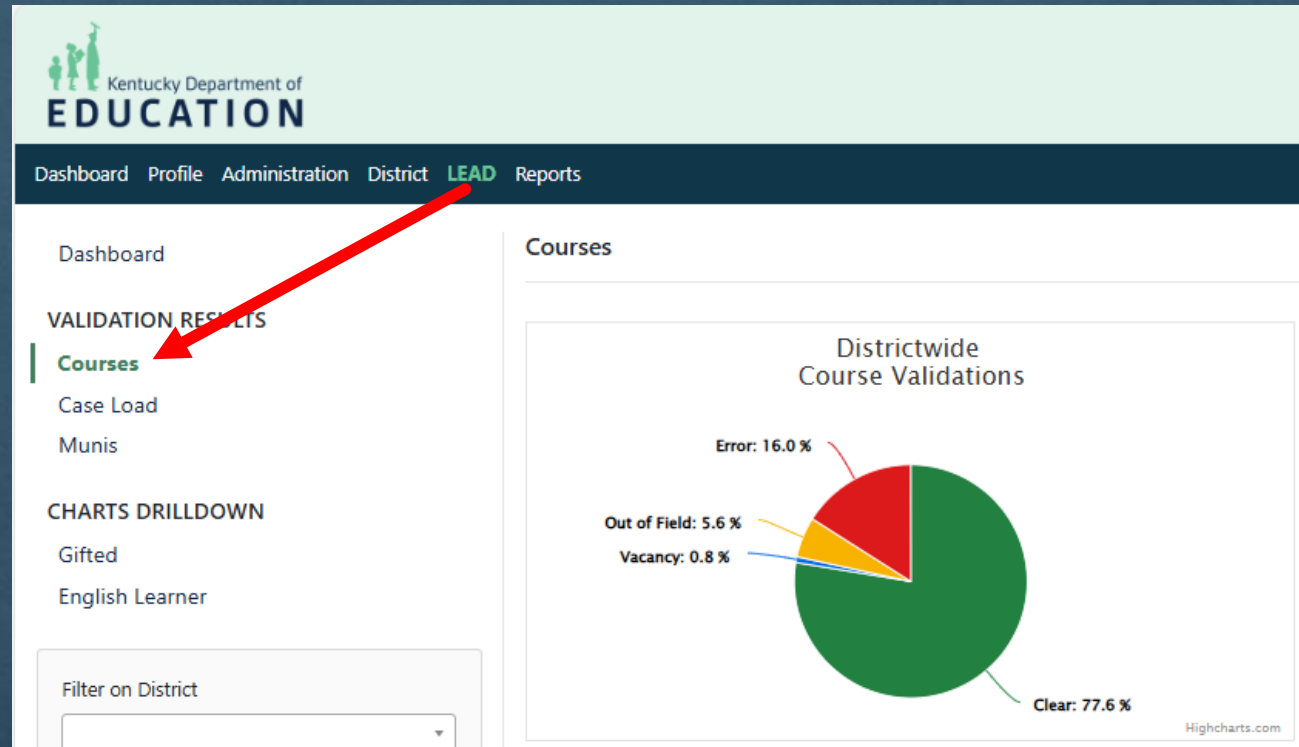 Kentucky Department of
EDUCATION
Dashboard Profile Administration District LEAD Reports
Dashboard
VALIDATION RESULTS
Courses
Case Load
Munis
CHARTS DRILLDOWN
Gifted
English Learner
Filter on District
Courses
Districtwide
Course Validations
Error: 16.0 %
Out of Field: 5.6 %
Vacancy: 0.8 %
Clear: 77.6 %
Highcharts.com